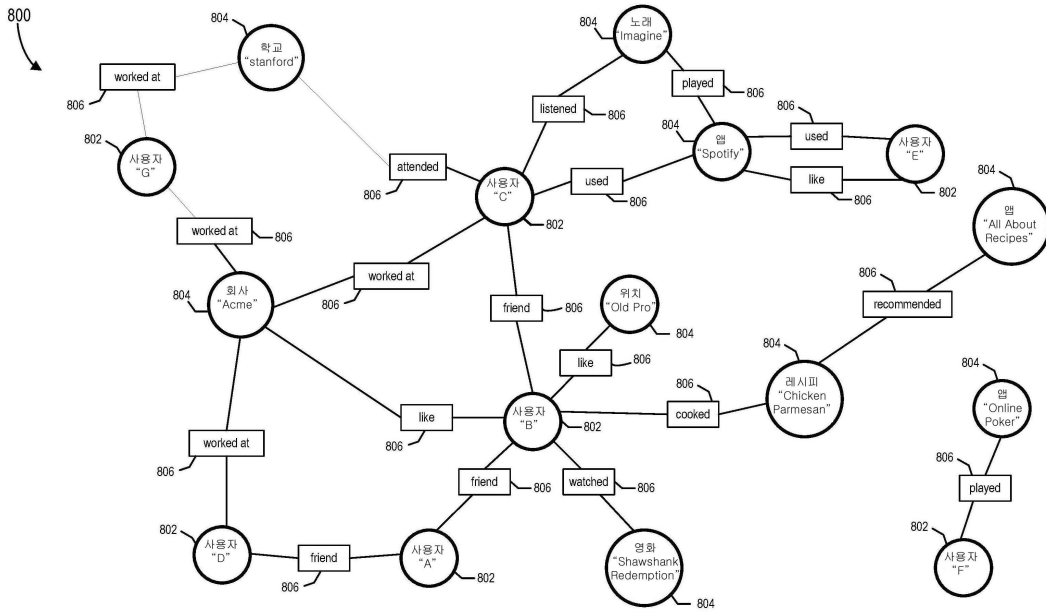 800
804
학교
"stanford"
worked at
806
802
사용자
"G"
worked at
806
804
회사
"Acme"
804
노래
"Imagine"
played
806
listened
806
804
앱
"Spotify"
806
used
like
806
사용자
"E"
802
attended
806
사용자
"C"
802
used
806
804
앱
"All About
Recipes"
worked at
806
friend
806
위치
"Old Pro"
804
806
recommended
like
806
804
레시피
"Chicken
Parmesan"
806
cooked
like
806
사용자
"B"
802
804
앱
"Online
Poker"
worked at
806
friend
806
watched
806
806
played
802
사용자
"D"
friend
806
사용자
"A"
802
영화
"Shawshank
Redemption"
804
802
사용자
"F"